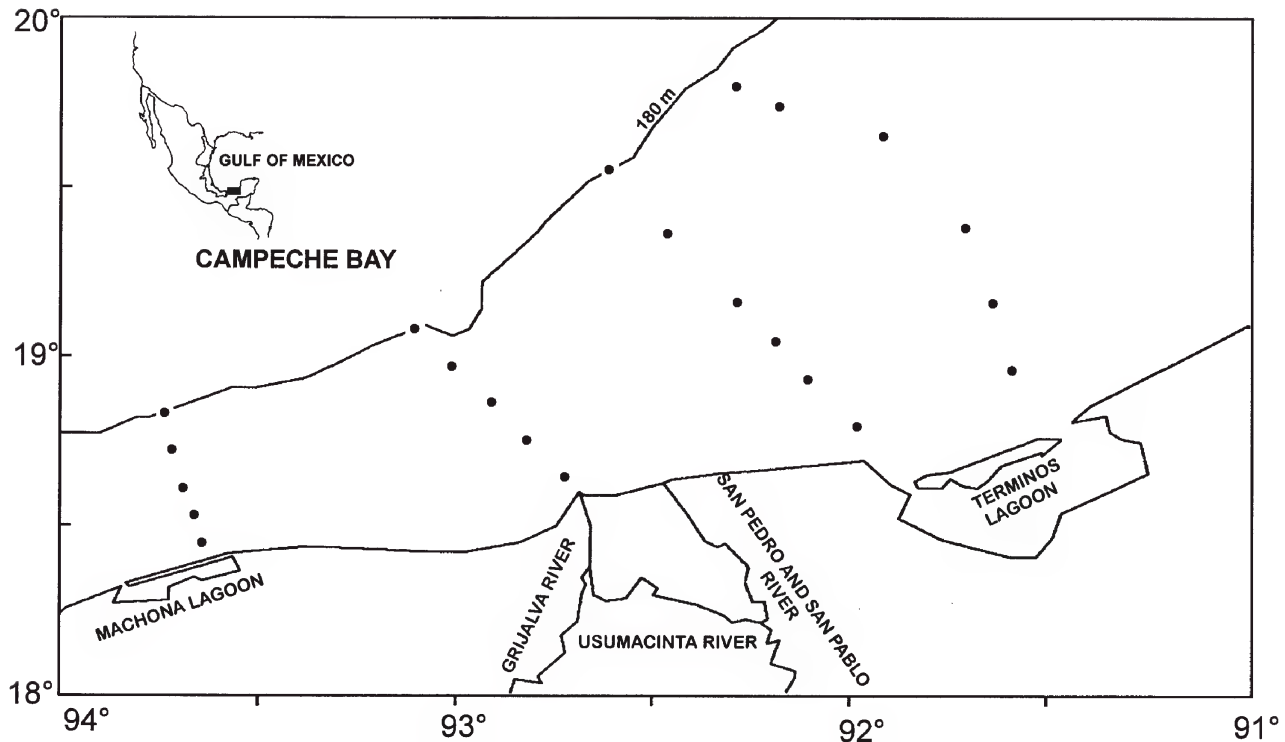 20°
180 m
GULF OF MEXICO
CAMPECHE BAY
19°
TERMINOS
LAGOON
SAN PEDRO AND SAN PABLO
RIVER
GRIJALVA RIVER
MACHONA LAGOON
USUMACINTA RIVER
18°
94°
93°
92°
91°